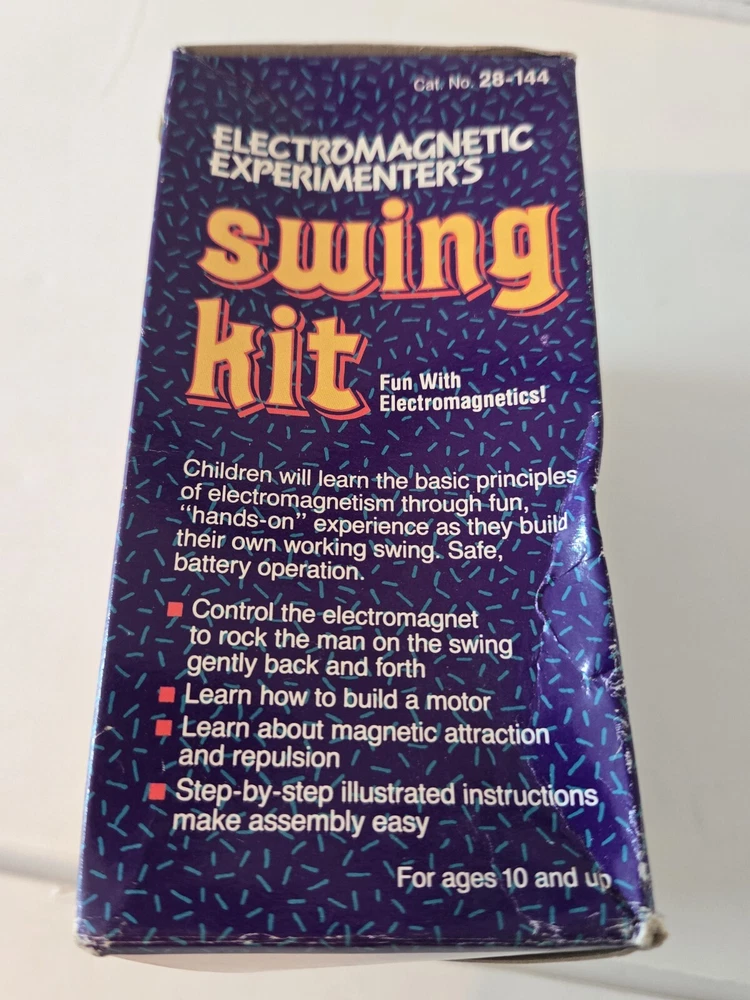 Cat. No. 28-144
ELECTROMAGNETIC
EXPERIMENTER'S
swing
kit
Fun With
Electromagnetics!
Children will learn the basic principles
of electromagnetism through fun,
"hands-on" experience as they build
their own working swing. Safe,
battery operation.
■ Control the electromagnet
to rock the man on the swing
gently back and forth
■ Learn how to build a motor
■ Learn about magnetic attraction
and repulsion
■ Step-by-step illustrated instructions
make assembly easy
For ages 10 and up